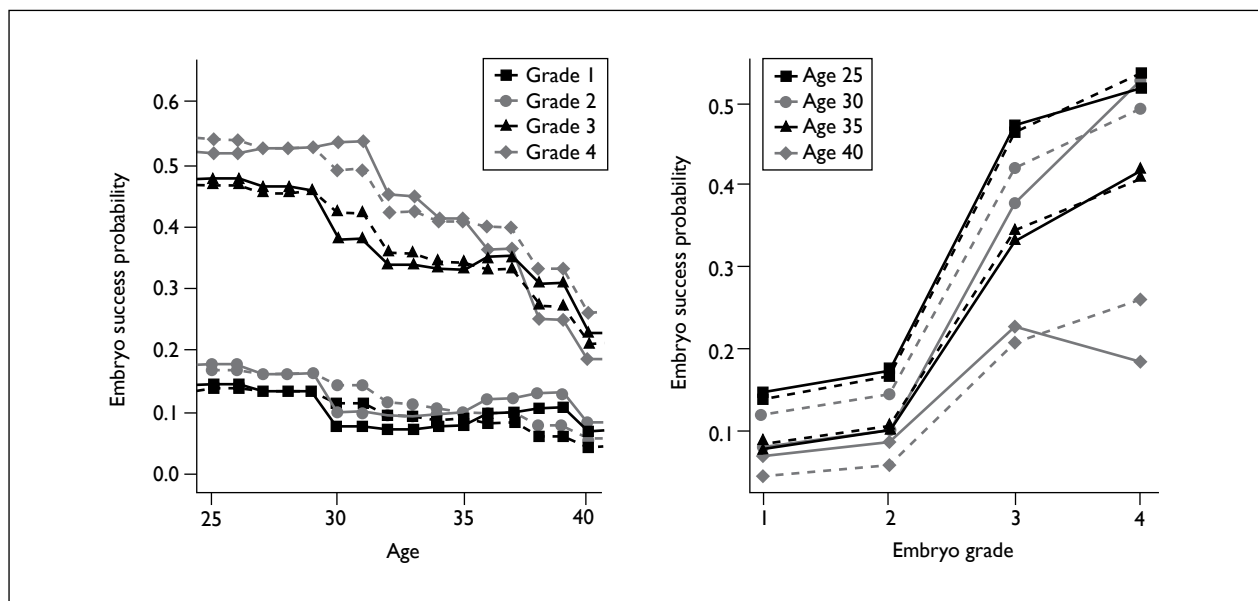 Embryo success probability
0.6
0.5
0.4
0.3
0.2
0.1
0.0
25
30
35
40
Age
Grade 1
Grade 2
Grade 3
Grade 4
Embryo success probability
0.5
0.4
0.3
0.2
0.1
1
2
3
4
Embryo grade
Age 25
Age 30
Age 35
Age 40